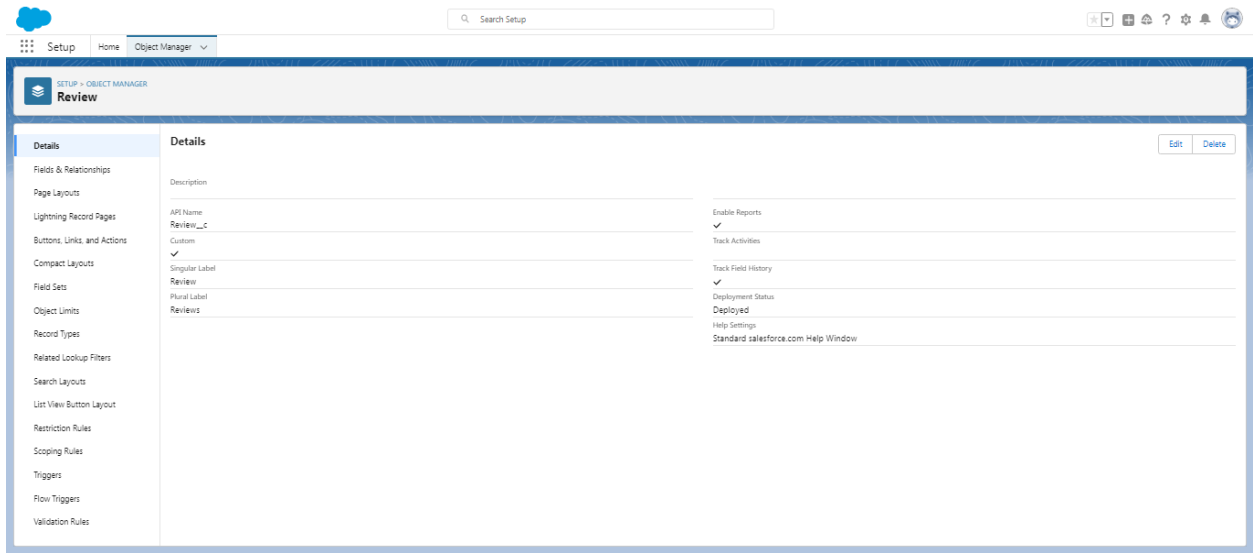 Search Setup
Setup
Home
Object Manager
SETUP > OBJECT MANAGER
Review
Details
Fields & Relationships
Page Layouts
Lightning Record Pages
Buttons, Links, and Actions
Compact Layouts
Field Sets
Object Limits
Record Types
Related Lookup Filters
Search Layouts
List View Button Layout
Restriction Rules
Scoping Rules
Triggers
Flow Triggers
Validation Rules
Details
Edit
Delete
Description
API Name
Review__c
Custom
Singular Label
Review
Plural Label
Reviews
Enable Reports
Track Activities
Track Field History
Deployment Status
Deployed
Help Settings
Standard salesforce.com Help Window